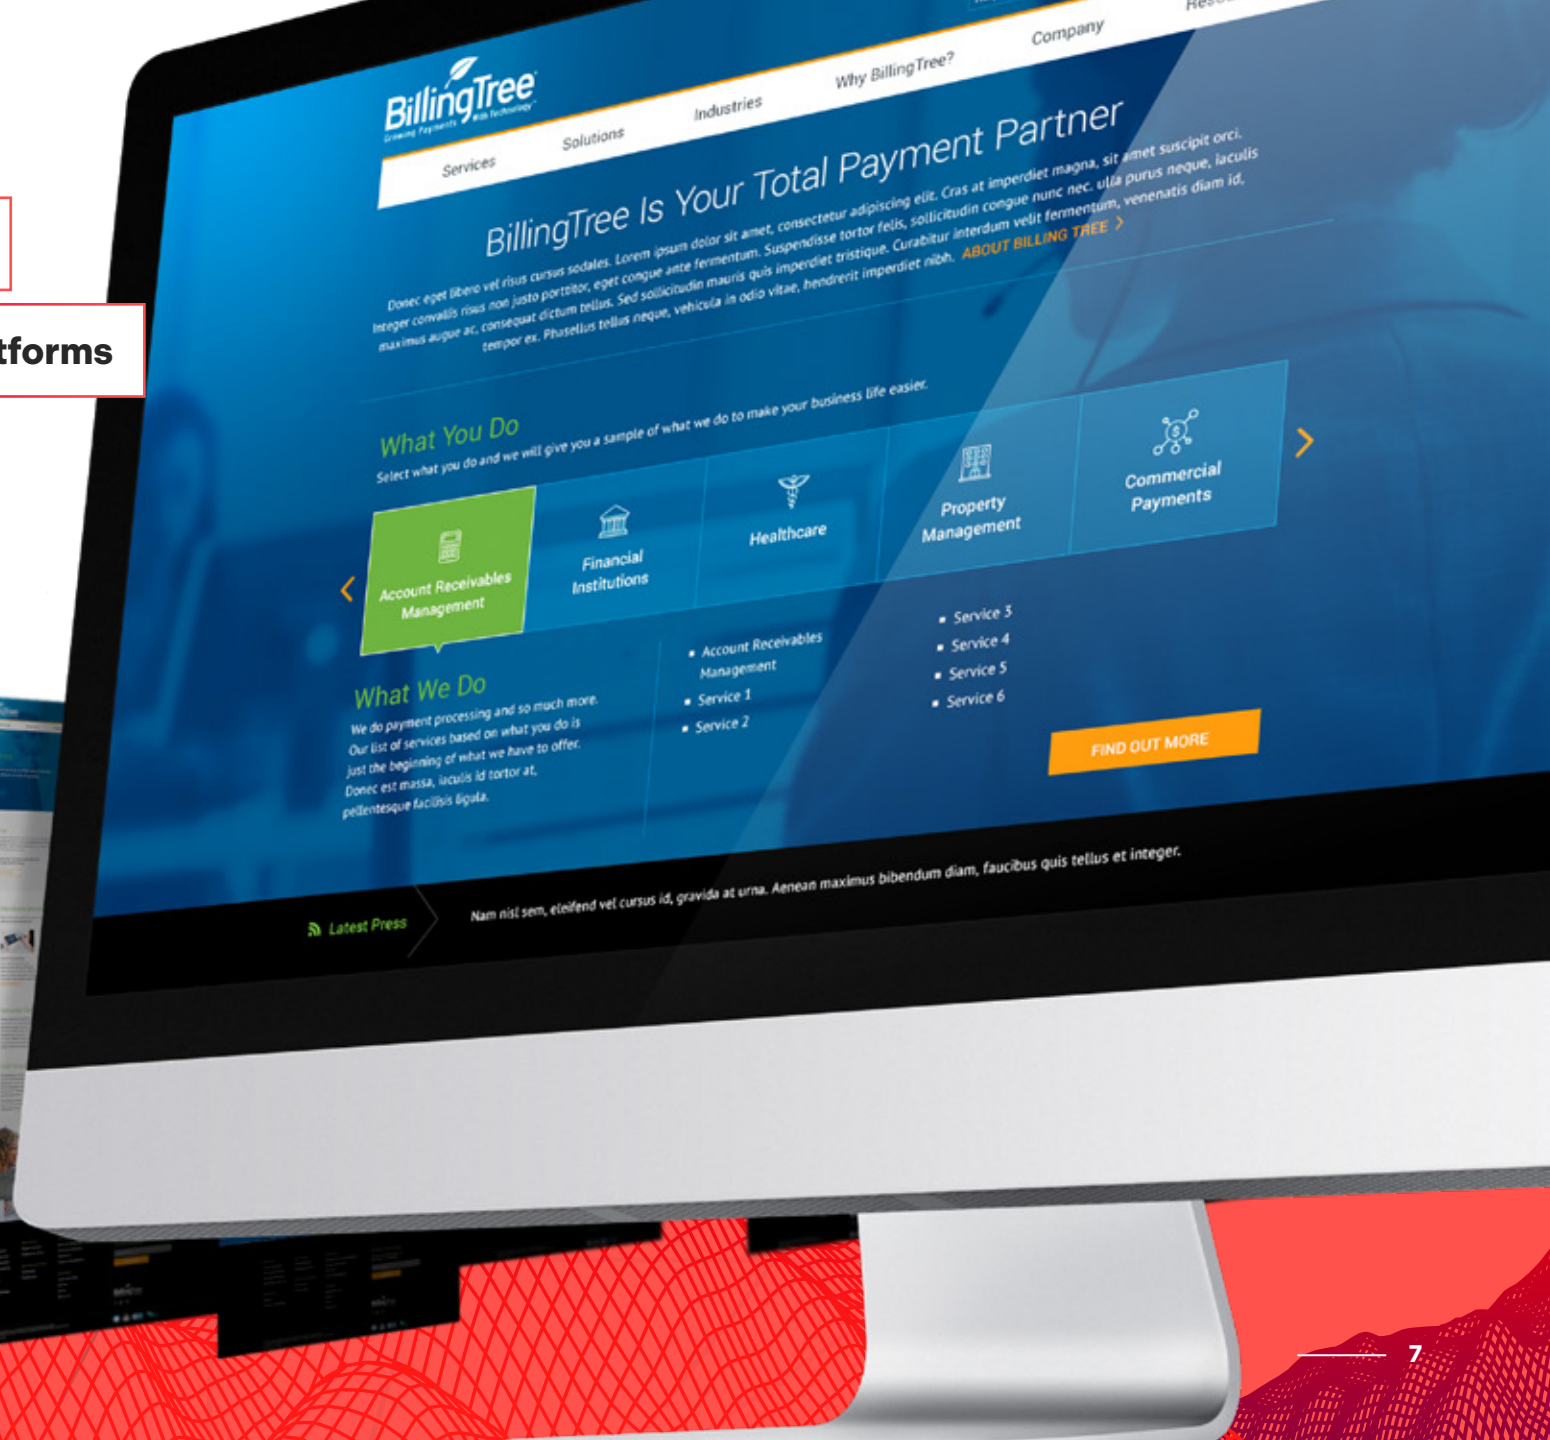 tforms
BillingTree
Growing Payments With Technology
Services
Solutions
Industries
Why BillingTree?
Company
BillingTree Is Your Total Payment Partner
Donec eget libero vel risus cursus sodales. Lorem ipsum dolor sit amet, consectetur adipiscing elit. Cras at imperdiet magna, sit amet suscipit orci.
Integer convallis risus non justo porttitor, eget congue ante fermentum. Suspendisse tortor felis, sollicitudin congue nunc nec. ulla purus neque, iaculis
maximus augue ac, consequat dictum tellus. Sed sollicitudin mauris quis imperdiet tristique. Curabitur interdum velit fermentum, venenatis diam id,
tempor ex. Phasellus tellus neque, vehicula in odio vitae, hendrerit imperdiet nibh. ABOUT BILLING TREE >
What You Do
Select what you do and we will give you a sample of what we do to make your business life easier.
Account Receivables
Management
Financial
Institutions
Healthcare
Property
Management
Commercial
Payments
What We Do
We do payment processing and so much more.
Our list of services based on what you do is
just the beginning of what we have to offer.
Donec est massa, iaculis id tortor at,
pellentesque facilisis ligula.
▪ Account Receivables
Management
▪ Service 1
▪ Service 2
▪ Service 3
▪ Service 4
▪ Service 5
▪ Service 6
FIND OUT MORE
Latest Press
Nam nisl sem, eleifend vel cursus id, gravida at urna. Aenean maximus bibendum diam, faucibus quis tellus et integer.
7